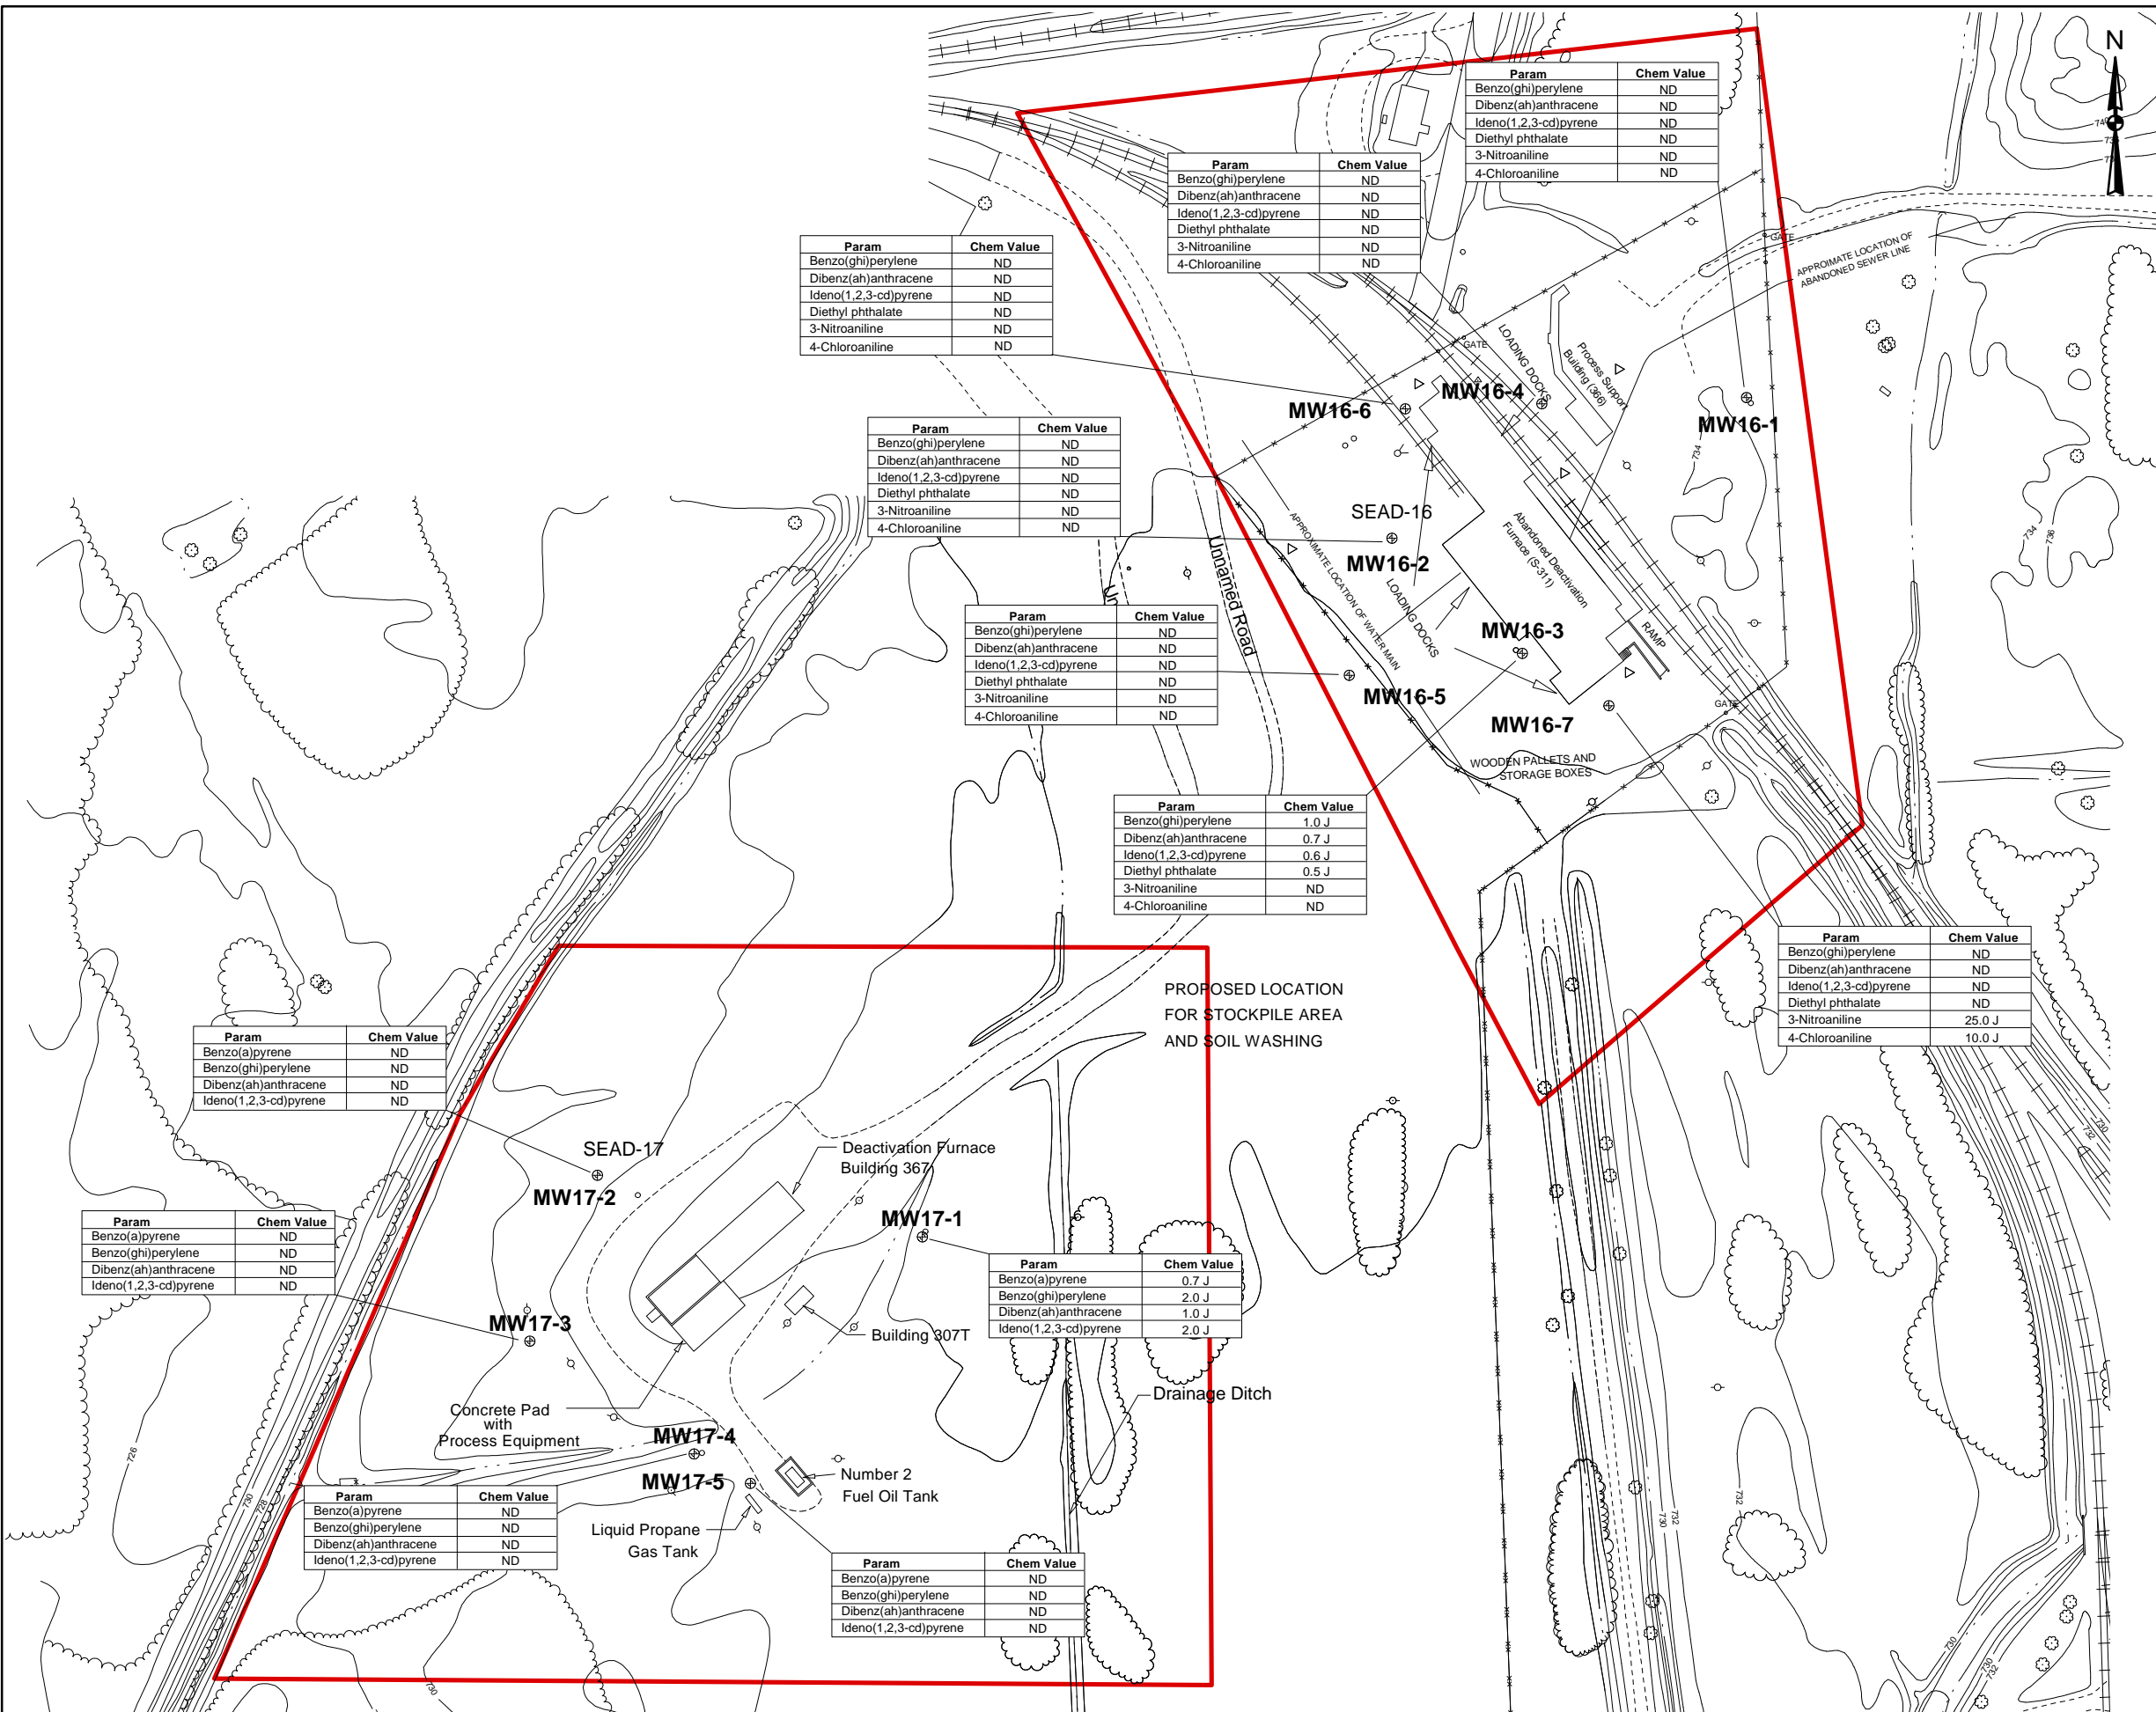 N
Param Chem Value
Benzo(ghi)perylene ND
Dibenz(ah)anthracene ND
Ideno(1,2,3-cd)pyrene ND
Diethyl phthalate ND
3-Nitroaniline ND
4-Chloroaniline ND
Param Chem Value
Benzo(ghi)perylene ND
Dibenz(ah)anthracene ND
Ideno(1,2,3-cd)pyrene ND
Diethyl phthalate ND
3-Nitroaniline ND
4-Chloroaniline ND
Param Chem Value
Benzo(ghi)perylene ND
Dibenz(ah)anthracene ND
Ideno(1,2,3-cd)pyrene ND
Diethyl phthalate ND
3-Nitroaniline ND
4-Chloroaniline ND
GATE
APPROIMATE LOCATION OF
ABANDONED SEWER LINE
GATE
LOADING DOCKS
Process Support
Building (366)
MW16-4
MW16-6
MW16-1
734
Param Chem Value
Benzo(ghi)perylene ND
Dibenz(ah)anthracene ND
Ideno(1,2,3-cd)pyrene ND
Diethyl phthalate ND
3-Nitroaniline ND
4-Chloroaniline ND
SEAD-16
MW16-2
Abandoned Deactivation
Furnace (S-311)
734
736
APPROXIMATE LOCATION OF WATER MAIN
LOADING DOCKS
Unnamed Road
Un
Param Chem Value
Benzo(ghi)perylene ND
Dibenz(ah)anthracene ND
Ideno(1,2,3-cd)pyrene ND
Diethyl phthalate ND
3-Nitroaniline ND
4-Chloroaniline ND
MW16-3
RAMP
MW16-5
MW16-7
GATE
WOODEN PALLETS AND
STORAGE BOXES
Param Chem Value
Benzo(ghi)perylene 1.0 J
Dibenz(ah)anthracene 0.7 J
Ideno(1,2,3-cd)pyrene 0.6 J
Diethyl phthalate 0.5 J
3-Nitroaniline ND
4-Chloroaniline ND
Param Chem Value
Benzo(ghi)perylene ND
Dibenz(ah)anthracene ND
Ideno(1,2,3-cd)pyrene ND
Diethyl phthalate ND
3-Nitroaniline 25.0 J
4-Chloroaniline 10.0 J
PROPOSED LOCATION
FOR STOCKPILE AREA
AND SOIL WASHING
Param Chem Value
Benzo(a)pyrene ND
Benzo(ghi)perylene ND
Dibenz(ah)anthracene ND
Ideno(1,2,3-cd)pyrene ND
730
732
SEAD-17
MW17-2
Deactivation Furnace
Building 367
MW17-1
Param Chem Value
Benzo(a)pyrene ND
Benzo(ghi)perylene ND
Dibenz(ah)anthracene ND
Ideno(1,2,3-cd)pyrene ND
Param Chem Value
Benzo(a)pyrene 0.7 J
Benzo(ghi)perylene 2.0 J
Dibenz(ah)anthracene 1.0 J
Ideno(1,2,3-cd)pyrene 2.0 J
MW17-3
Building 307T
Drainage Ditch
Concrete Pad
with
Process Equipment
MW17-4
MW17-5
Number 2
Fuel Oil Tank
726
730
728
Param Chem Value
Benzo(a)pyrene ND
Benzo(ghi)perylene ND
Dibenz(ah)anthracene ND
Ideno(1,2,3-cd)pyrene ND
Liquid Propane
Gas Tank
Param Chem Value
Benzo(a)pyrene ND
Benzo(ghi)perylene ND
Dibenz(ah)anthracene ND
Ideno(1,2,3-cd)pyrene ND
730
732
732
730
730
732
730